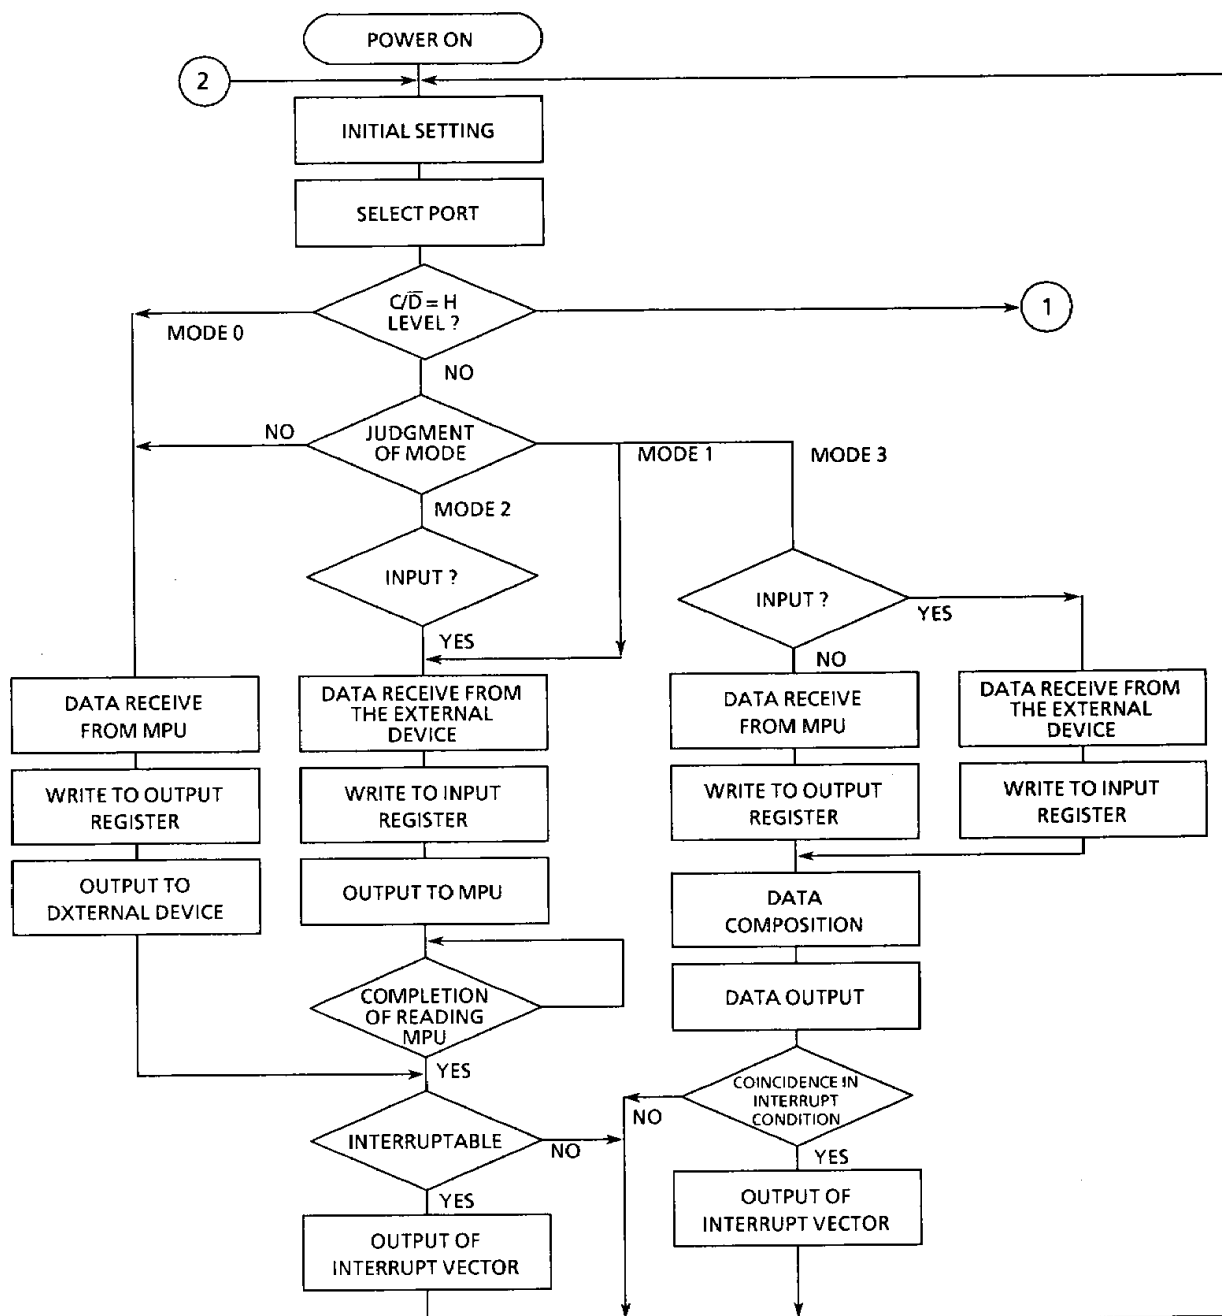 POWER ON
2
INITIAL SETTING
SELECT PORT
C/D̅ = H
LEVEL ?
1
MODE 0
NO
NO
JUDGMENT
OF MODE
MODE 1
MODE 3
MODE 2
INPUT ?
INPUT ?
YES
YES
NO
DATA RECEIVE
FROM MPU
DATA RECEIVE FROM
THE EXTERNAL
DEVICE
DATA RECEIVE
FROM MPU
DATA RECEIVE FROM
THE EXTERNAL
DEVICE
WRITE TO OUTPUT
REGISTER
WRITE TO INPUT
REGISTER
WRITE TO OUTPUT
REGISTER
WRITE TO INPUT
REGISTER
OUTPUT TO
DXTERNAL DEVICE
OUTPUT TO MPU
DATA
COMPOSITION
COMPLETION
OF READING
MPU
DATA OUTPUT
YES
COINCIDENCE IN
INTERRUPT
CONDITION
NO
INTERRUPTABLE
NO
YES
YES
OUTPUT OF
INTERRUPT VECTOR
OUTPUT OF
INTERRUPT VECTOR